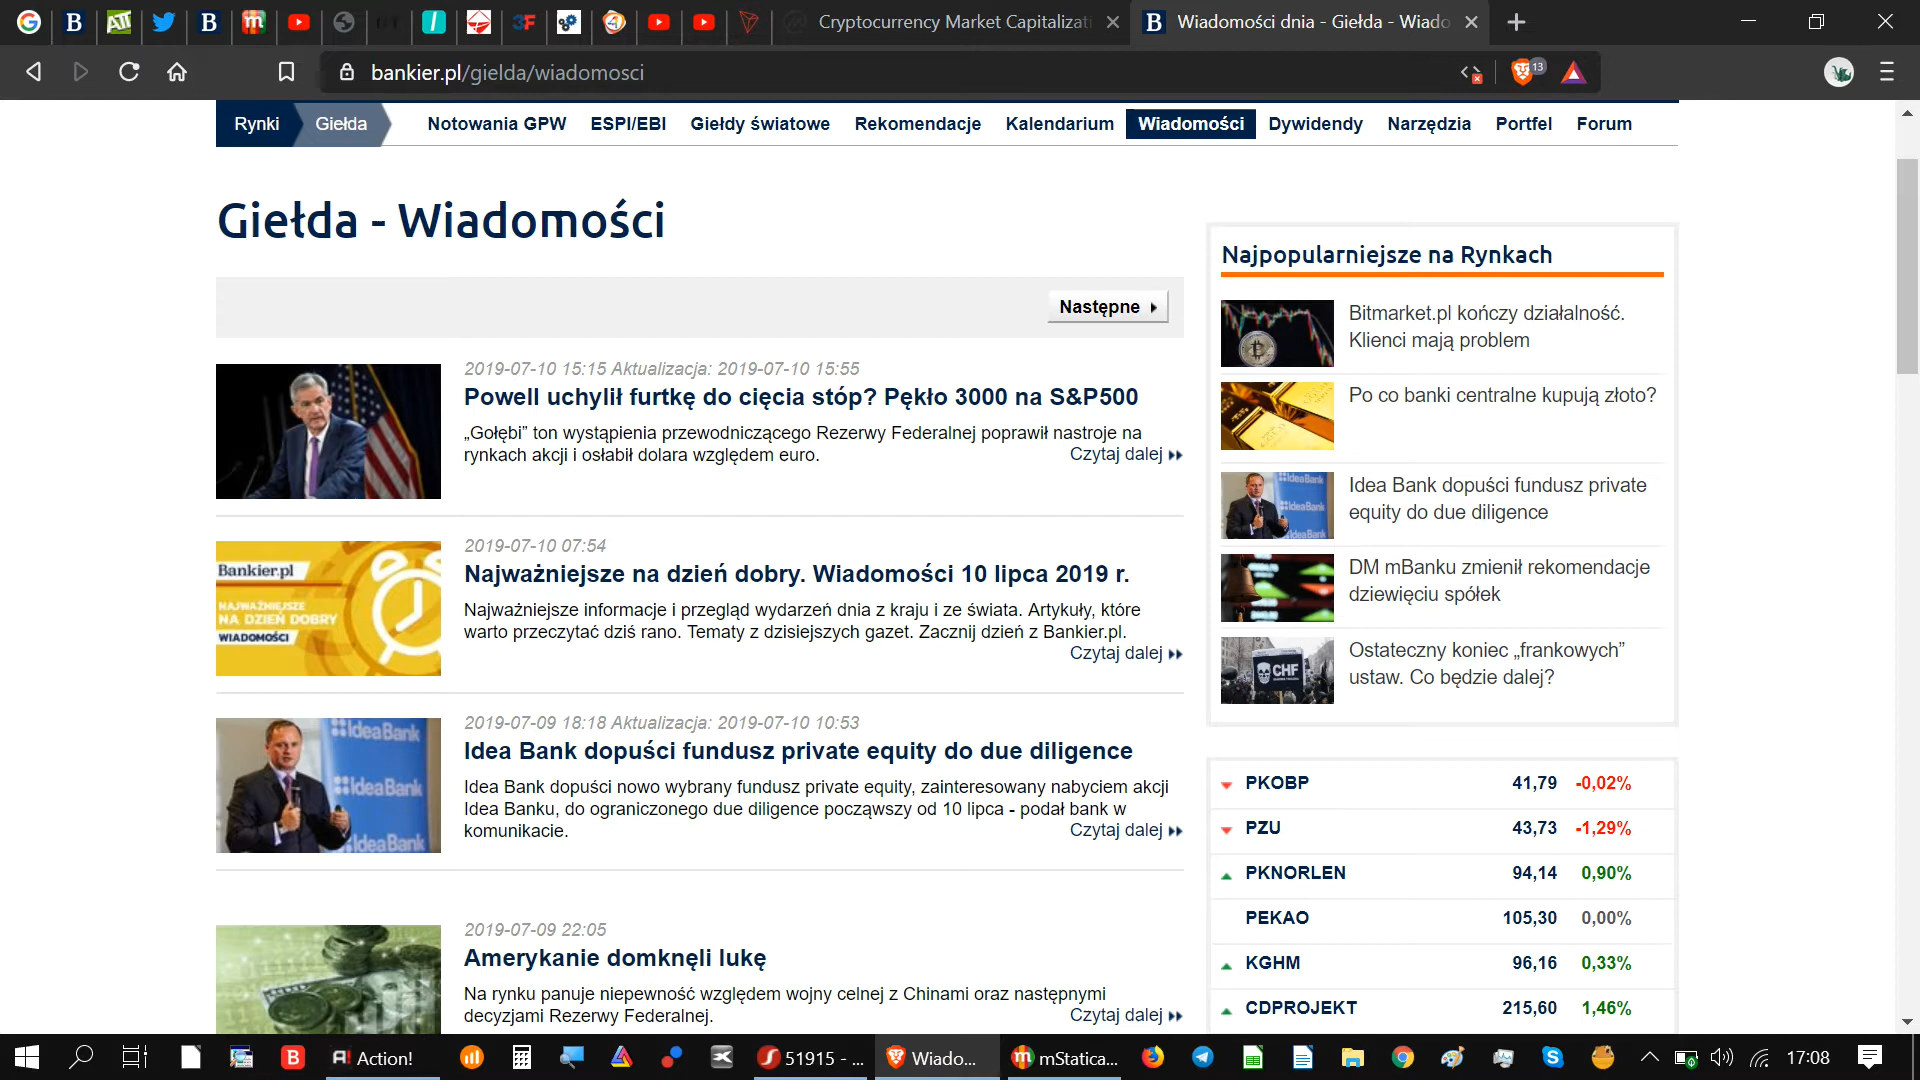 Cryptocurrency Market Capitalizati
Wiadomości dnia - Giełda - Wiado
bankier.pl/gielda/wiadomosci
13
Rynki
Giełda
Notowania GPW
ESPI/EBI
Giełdy światowe
Rekomendacje
Kalendarium
Wiadomości
Dywidendy
Narzędzia
Portfel
Forum
Giełda - Wiadomości
Następne
2019-07-10 15:15 Aktualizacja: 2019-07-10 15:55
Powell uchylił furtkę do cięcia stóp? Pękło 3000 na S&P500
„Gołębi” ton wystąpienia przewodniczącego Rezerwy Federalnej poprawił nastroje na
rynkach akcji i osłabił dolara względem euro.
Czytaj dalej
Bankier.pl
NAJWAŻNIEJSZE
NA DZIEŃ DOBRY
WIADOMOŚCI
2019-07-10 07:54
Najważniejsze na dzień dobry. Wiadomości 10 lipca 2019 r.
Najważniejsze informacje i przegląd wydarzeń dnia z kraju i ze świata. Artykuły, które
warto przeczytać dziś rano. Tematy z dzisiejszych gazet. Zacznij dzień z Bankier.pl.
Czytaj dalej
IdeaBank
IdeaBank
IdeaBank
2019-07-09 18:18 Aktualizacja: 2019-07-10 10:53
Idea Bank dopuści fundusz private equity do due diligence
Idea Bank dopuści nowo wybrany fundusz private equity, zainteresowany nabyciem akcji
Idea Banku, do ograniczonego due diligence począwszy od 10 lipca - podał bank w
komunikacie.
Czytaj dalej
2019-07-09 22:05
Amerykanie domknęli lukę
Na rynku panuje niepewność względem wojny celnej z Chinami oraz następnymi
decyzjami Rezerwy Federalnej.
Czytaj dalej
Najpopularniejsze na Rynkach
Bitmarket.pl kończy działalność.
Klienci mają problem
Po co banki centralne kupują złoto?
IdeaBank
Idea Bank dopuści fundusz private
equity do due diligence
DM mBanku zmienił rekomendacje
dziewięciu spółek
CHF
Ostateczny koniec „frankowych”
ustaw. Co będzie dalej?
PKOBP 41,79 -0,02%
PZU 43,73 -1,29%
PKNORLEN 94,14 0,90%
PEKAO 105,30 0,00%
KGHM 96,16 0,33%
CDPROJEKT 215,60 1,46%
Action!
51915 - ...
Wiado...
mStatica...
17:08